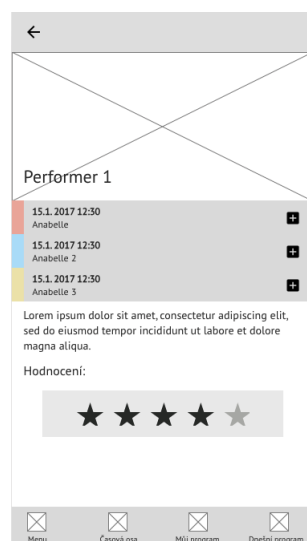 Performer 1
15.1. 2017 12:30
Anabelle
15.1. 2017 12:30
Anabelle 2
15.1. 2017 12:30
Anabelle 3
Lorem ipsum dolor sit amet, consectetur adipiscing elit,
sed do eiusmod tempor incididunt ut labore et dolore
magna aliqua.
Hodnocení:
Menu Časová osa Můj program Dnešní program